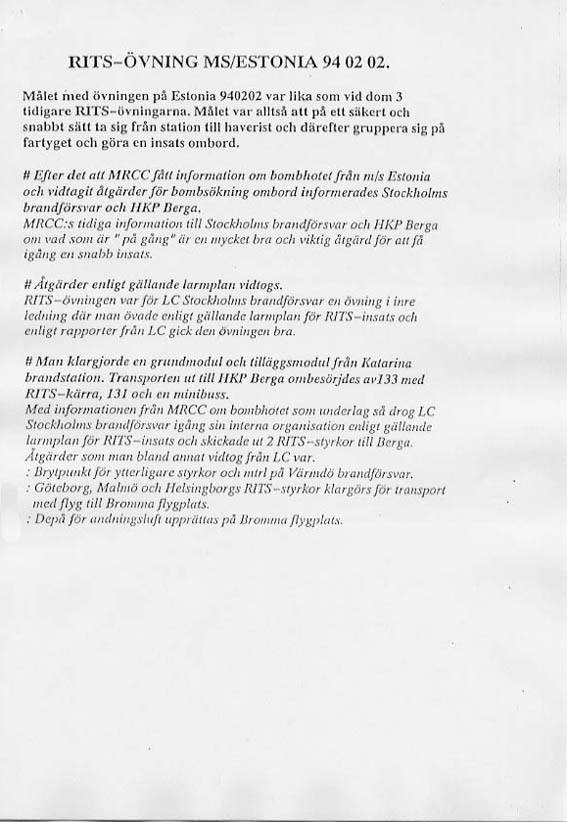 RITS-ÖVNING MS/ESTONIA 94 02 02.
Målet med övningen på Estonia 940202 var lika som vid dom 3
tidigare RITS-övningarna. Målet var alltså att på ett säkert och
snabbt sätt ta sig från station till haverist och därefter gruppera sig på
fartyget och göra en insats ombord.
# Efter det att MRCC fått information om bombhotet från m/s Estonia
och vidtagit åtgärder för bombsökning ombord informerades Stockholms
brandförsvar och HKP Berga.
MRCC:s tidiga information till Stockholms brandförsvar och HKP Berga
om vad som är "på gång" är en mycket bra och viktig åtgärd för att få
igång en snabb insats.
# Åtgärder enligt gällande larmplan vidtogs.
RITS-övningen var för LC Stockholms brandförsvar en övning i inre
ledning där man övade enligt gällande larmplan för RITS-insats och
enligt rapporter från LC gick den övningen bra.
# Man klargjorde en grundmodul och tilläggsmodul från Katarina
brandstation. Transporten ut till HKP Berga ombesörjdes av133 med
RITS-kärra, 131 och en minibuss.
Med informationen från MRCC om bombhotet som underlag så drog LC
Stockholms brandförsvar igång sin interna organisation enligt gällande
larmplan för RITS-insats och skickade ut 2 RITS-styrkor till Berga.
Åtgärder som man bland annat vidtog från LC var.
: Brytpunkt för ytterligare styrkor och mtrl på Värmdö brandförsvar.
: Göteborg, Malmö och Helsingborgs RITS-styrkor klargörs för transport
med flyg till Bromma flygplats.
: Depå för andningsluft upprättas på Bromma flygplats.